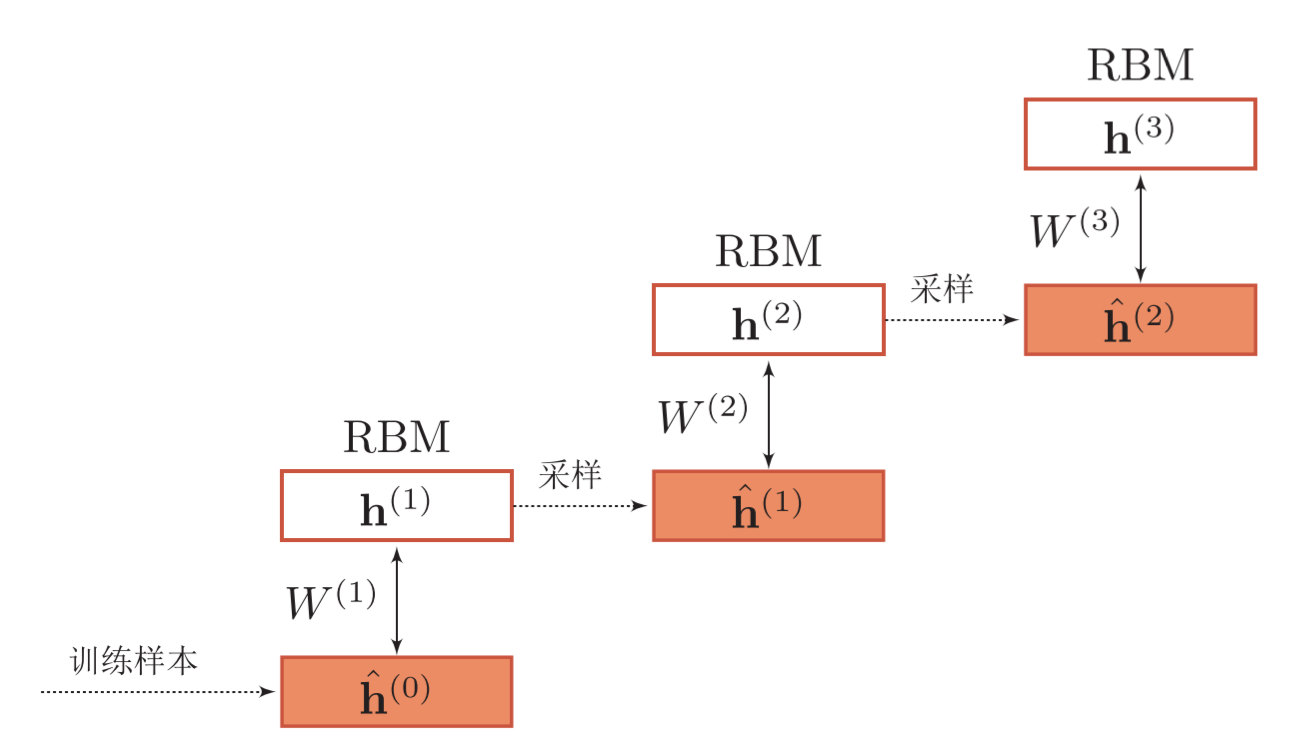 RBM
h^(3)
W^(3)
RBM
采样
h^(2)
ĥ^(2)
W^(2)
RBM
采样
h^(1)
ĥ^(1)
W^(1)
训练样本
ĥ^(0)